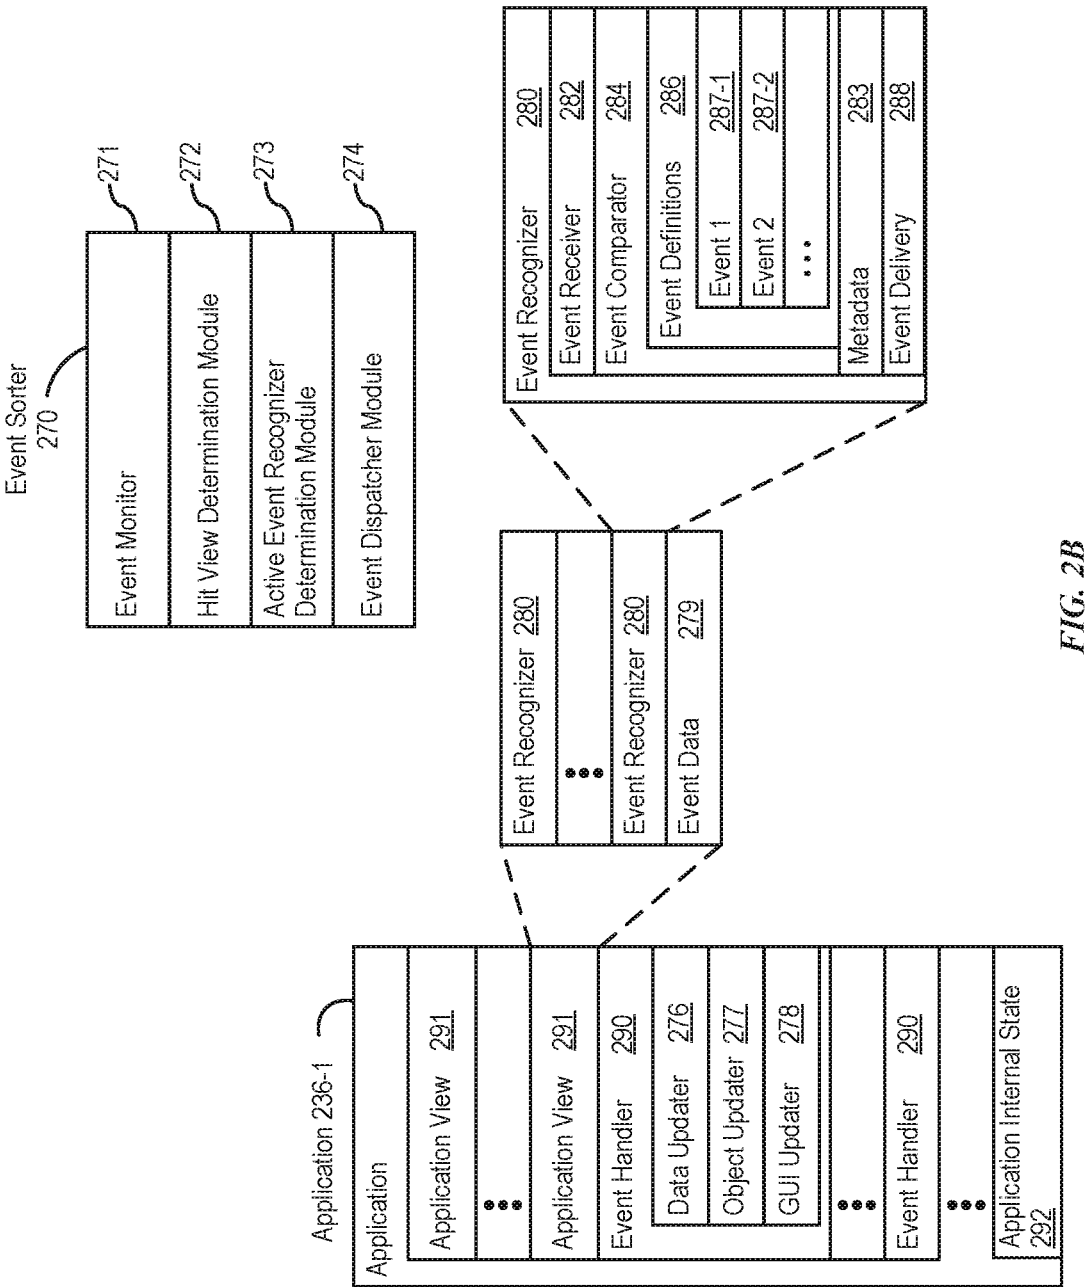 Event Sorter
270
Event Monitor
271
Hit View Determination Module
272
Active Event Recognizer
Determination Module
273
Event Dispatcher Module
274
Application 236-1
Application
Application View 291
Application View 291
Event Handler 290
Data Updater 276
Object Updater 277
GUI Updater 278
Event Handler 290
Application Internal State
292
Event Recognizer 280
Event Recognizer 280
Event Data 279
Event Recognizer 280
Event Receiver 282
Event Comparator 284
Event Definitions 286
Event 1 287-1
Event 2 287-2
Metadata 283
Event Delivery 288
FIG. 2B